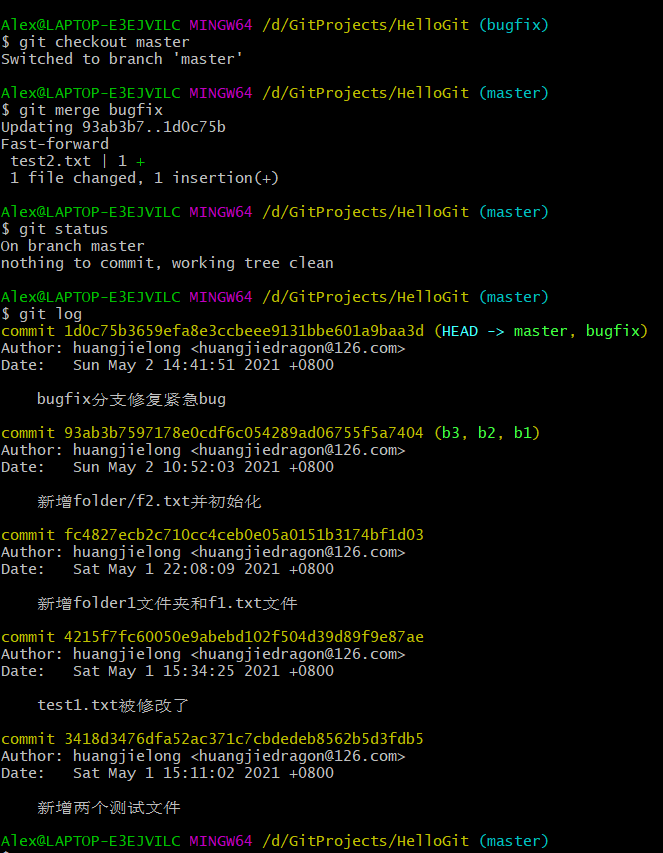 Alex@LAPTOP-E3EJVILC MINGW64 /d/GitProjects/HelloGit (bugfix)
$ git checkout master
Switched to branch 'master'
Alex@LAPTOP-E3EJVILC MINGW64 /d/GitProjects/HelloGit (master)
$ git merge bugfix
Updating 93ab3b7..1d0c75b
Fast-forward
 test2.txt | 1 +
 1 file changed, 1 insertion(+)
Alex@LAPTOP-E3EJVILC MINGW64 /d/GitProjects/HelloGit (master)
$ git status
On branch master
nothing to commit, working tree clean
Alex@LAPTOP-E3EJVILC MINGW64 /d/GitProjects/HelloGit (master)
$ git log
commit 1d0c75b3659efa8e3ccbeee9131bbe601a9baa3d (HEAD -> master, bugfix)
Author: huangjielong <huangjiedragon@126.com>
Date:   Sun May 2 14:41:51 2021 +0800
    bugfix分支修复紧急bug
commit 93ab3b7597178e0cdf6c054289ad06755f5a7404 (b3, b2, b1)
Author: huangjielong <huangjiedragon@126.com>
Date:   Sun May 2 10:52:03 2021 +0800
    新增folder/f2.txt并初始化
commit fc4827ecb2c710cc4ceb0e05a0151b3174bf1d03
Author: huangjielong <huangjiedragon@126.com>
Date:   Sat May 1 22:08:09 2021 +0800
    新增folder1文件夹和f1.txt文件
commit 4215f7fc60050e9abebd102f504d39d89f9e87ae
Author: huangjielong <huangjiedragon@126.com>
Date:   Sat May 1 15:34:25 2021 +0800
    test1.txt被修改了
commit 3418d3476dfa52ac371c7cbdedeb8562b5d3fdb5
Author: huangjielong <huangjiedragon@126.com>
Date:   Sat May 1 15:11:02 2021 +0800
    新增两个测试文件
Alex@LAPTOP-E3EJVILC MINGW64 /d/GitProjects/HelloGit (master)